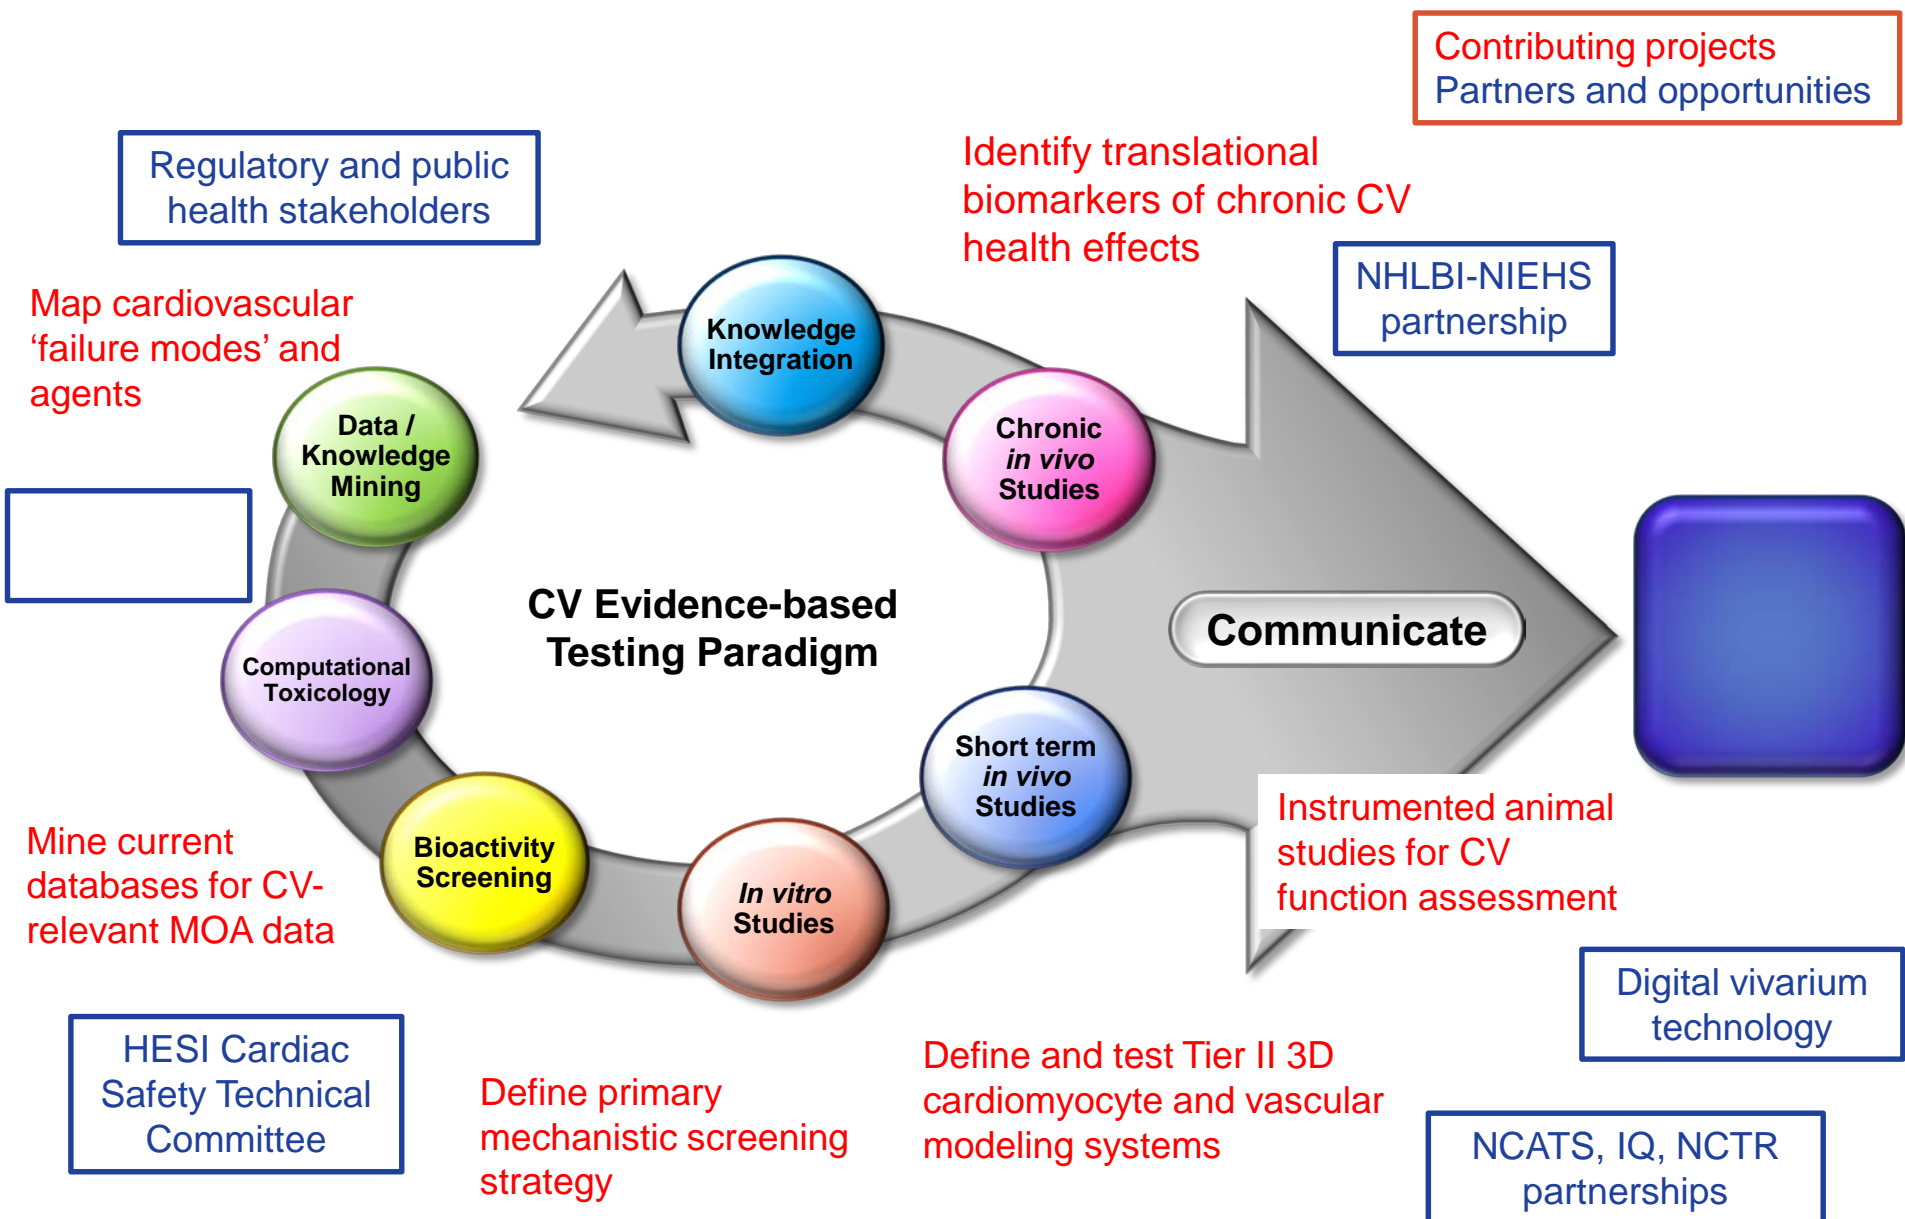 Contributing projects
Partners and opportunities
Regulatory and public
health stakeholders
Identify translational
biomarkers of chronic CV
health effects
NHLBI-NIEHS
partnership
Map cardiovascular
‘failure modes’ and
agents
Knowledge
Integration
Data /
Knowledge
Mining
Chronic
in vivo
Studies
CV Evidence-based
Testing Paradigm
Communicate
Computational
Toxicology
Short term
in vivo
Studies
Mine current
databases for CV-
relevant MOA data
Bioactivity
Screening
In vitro
Studies
Instrumented animal
studies for CV
function assessment
Digital vivarium
technology
HESI Cardiac
Safety Technical
Committee
Define primary
mechanistic screening
strategy
Define and test Tier II 3D
cardiomyocyte and vascular
modeling systems
NCATS, IQ, NCTR
partnerships